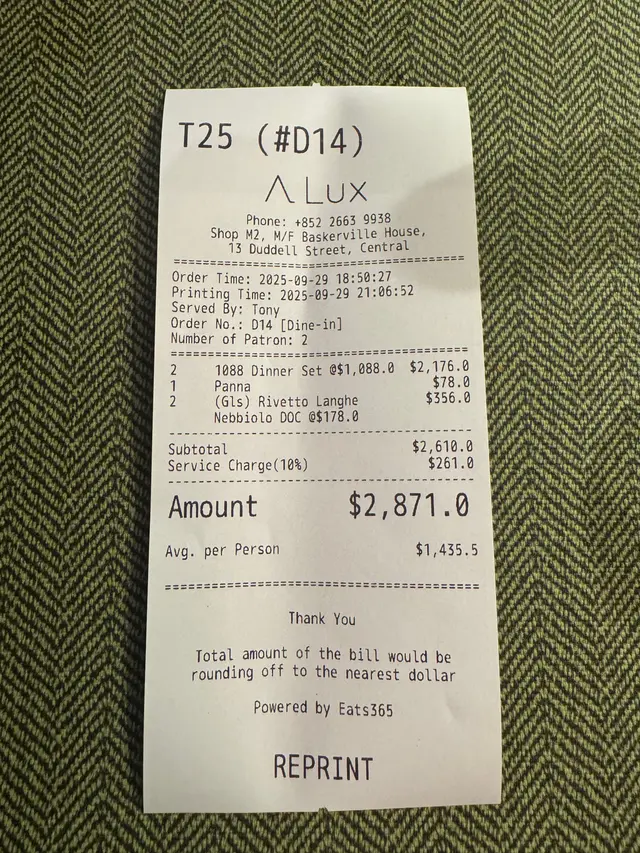 T25 (#D14)
Λ LUX
Phone: +852 2663 9938
Shop M2, M/F Baskerville House,
13 Duddell Street, Central
Order Time: 2025-09-29 18:50:27
Printing Time: 2025-09-29 21:06:52
Served By: Tony
Order No.: D14 [Dine-in]
Number of Patron: 2
2 1088 Dinner Set @$1,088.0 $2,176.0
1 Panna $78.0
2 (Gls) Rivetto Langhe $356.0
Nebbiolo DOC @$178.0
Subtotal $2,610.0
Service Charge(10%) $261.0
Amount $2,871.0
Avg. per Person $1,435.5
Thank You
Total amount of the bill would be
rounding off to the nearest dollar
Powered by Eats365
REPRINT